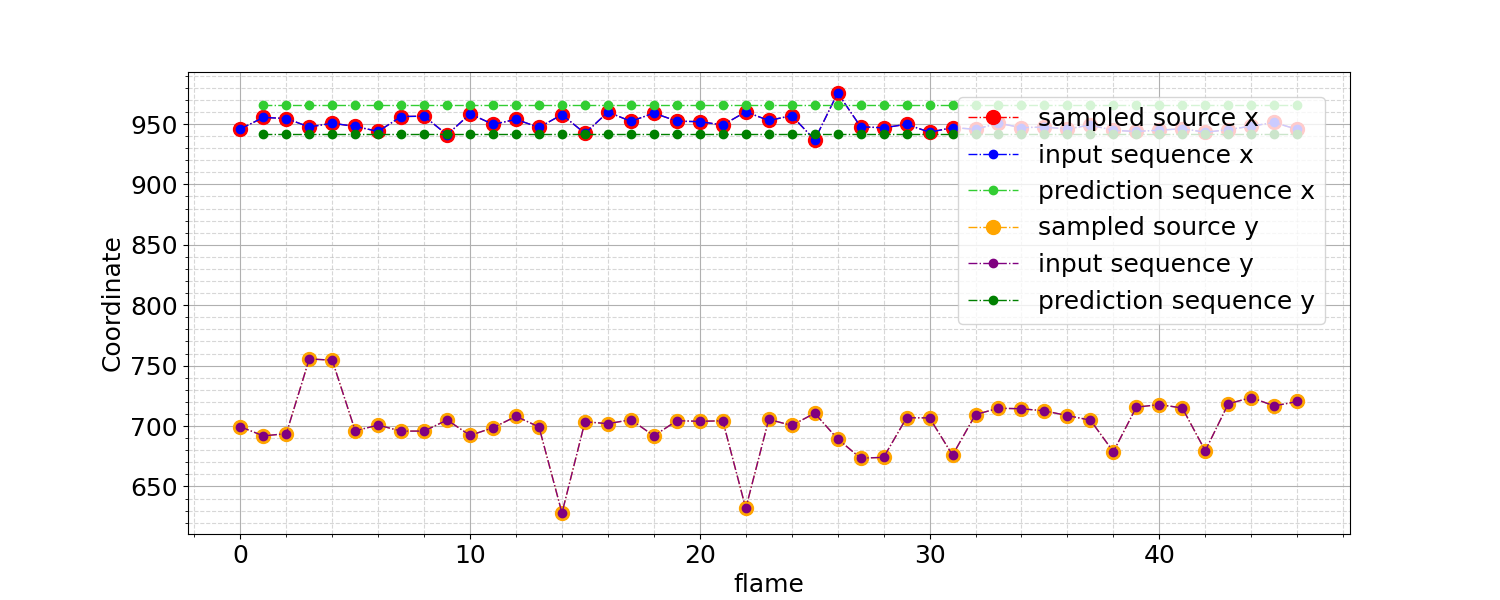 950
900
850
800
750
700
650
Coordinate
0 10 20 30 40
flame
sampled source x
input sequence x
prediction sequence x
sampled source y
input sequence y
prediction sequence y